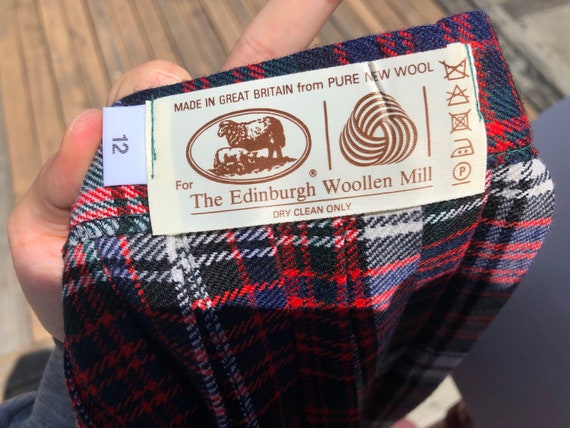 MADE IN GREAT BRITAIN from PURE NEW WOOL
®
For The Edinburgh Woollen Mill
DRY CLEAN ONLY
12
P